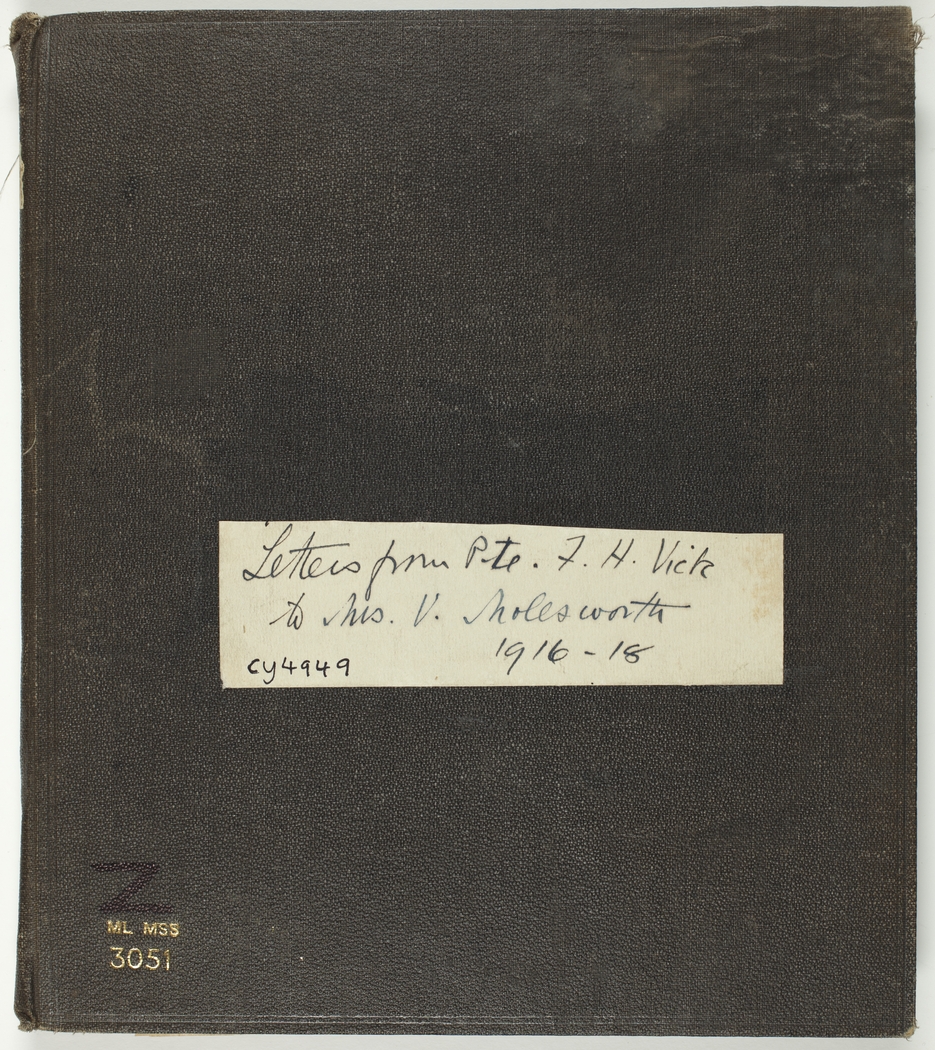 Letters from Pte. F. H. Vick
to Mrs. V. Molesworth
1916-18
CY4949
Z
ML MSS
3051